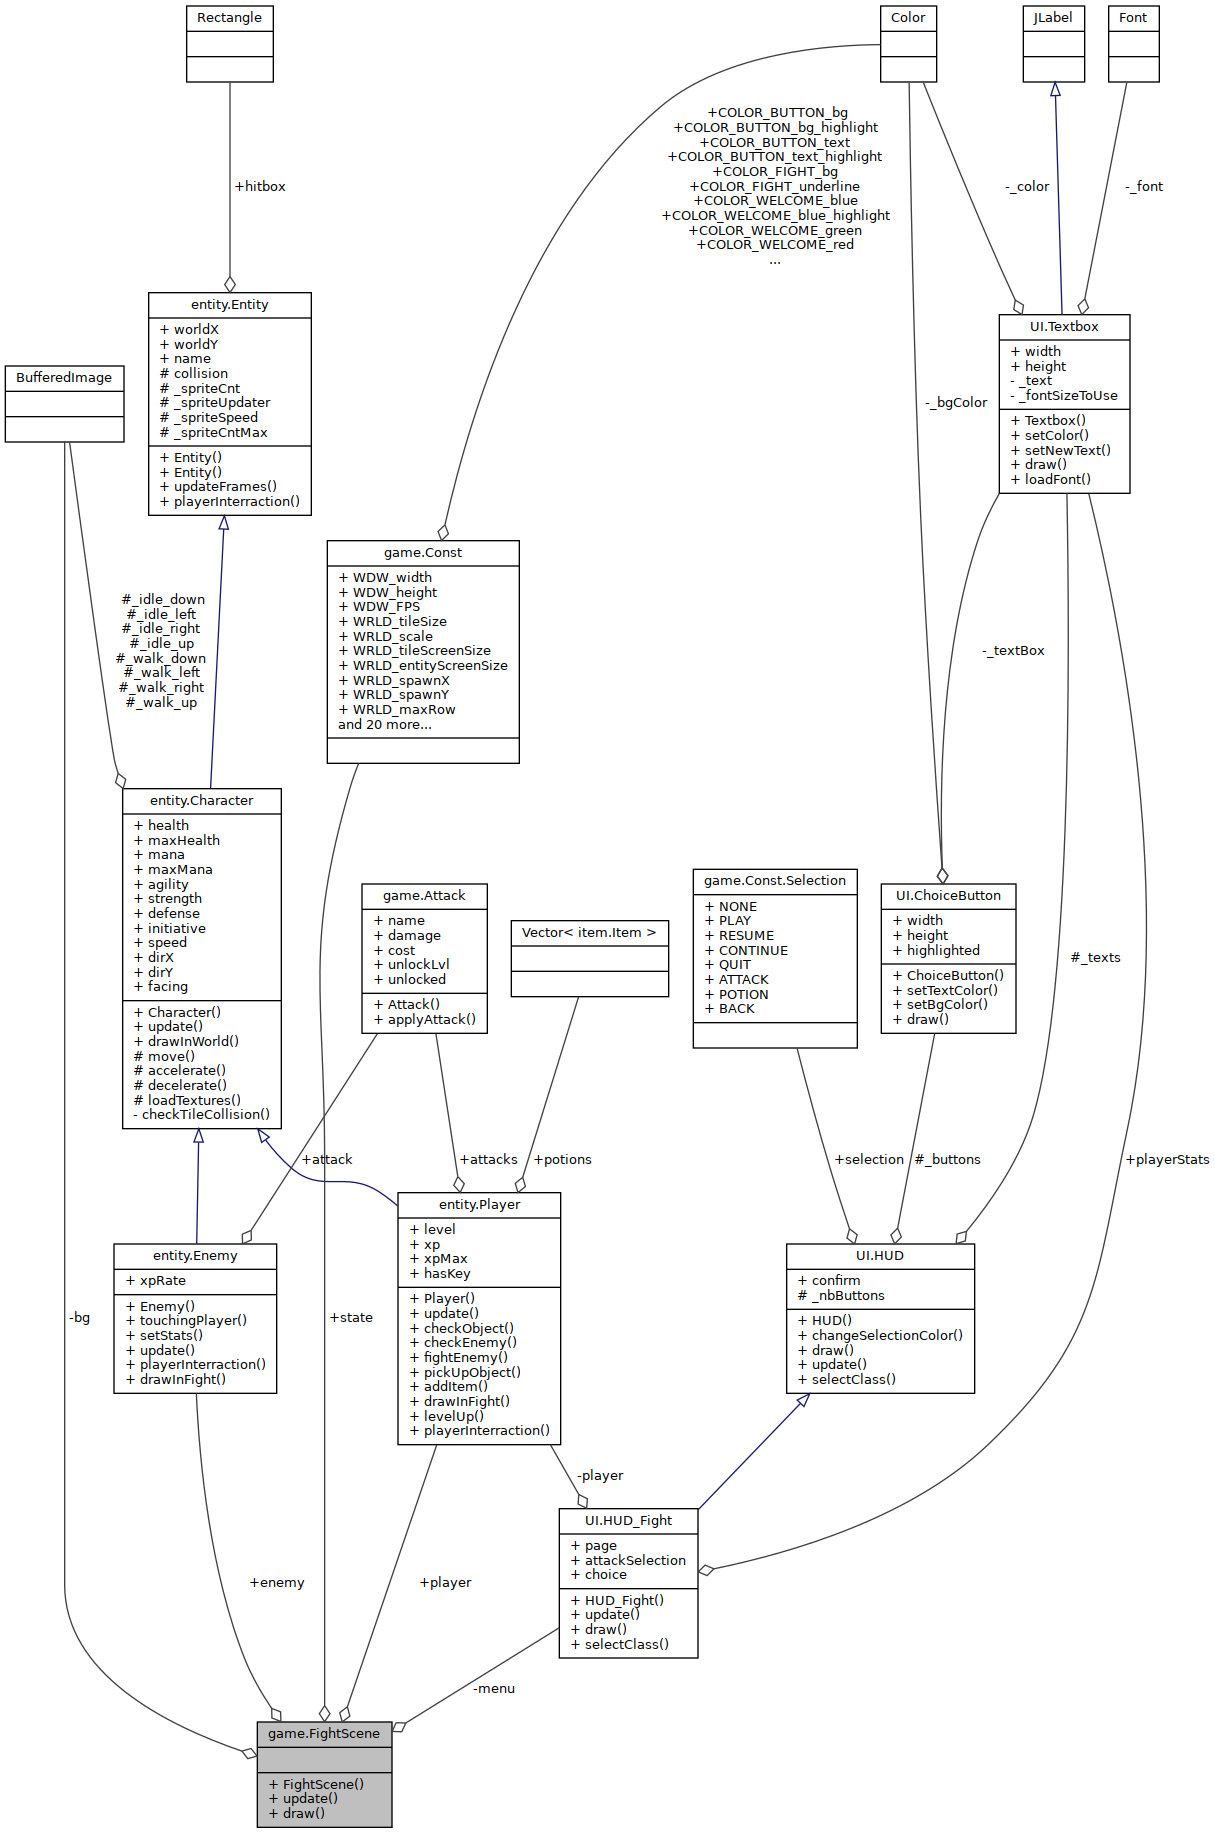 Rectangle
Color
JLabel
Font
+COLOR_BUTTON_bg
+COLOR_BUTTON_bg_highlight
+COLOR_BUTTON_text
+COLOR_BUTTON_text_highlight
+COLOR_FIGHT_bg
+COLOR_FIGHT_underline
+COLOR_WELCOME_blue
+COLOR_WELCOME_blue_highlight
+COLOR_WELCOME_green
+COLOR_WELCOME_red
...
+hitbox
-_color
-_font
entity.Entity
+ worldX
+ worldY
+ name
# collision
# _spriteCnt
# _spriteUpdater
# _spriteSpeed
# _spriteCntMax
+ Entity()
+ Entity()
+ updateFrames()
+ playerInterraction()
UI.Textbox
+ width
+ height
- _text
- _fontSizeToUse
+ Textbox()
+ setColor()
+ setNewText()
+ draw()
+ loadFont()
BufferedImage
-_bgColor
game.Const
+ WDW_width
+ WDW_height
+ WDW_FPS
+ WRLD_tileSize
+ WRLD_scale
+ WRLD_tileScreenSize
+ WRLD_entityScreenSize
+ WRLD_spawnX
+ WRLD_spawnY
+ WRLD_maxRow
and 20 more...
#_idle_down
#_idle_left
#_idle_right
#_idle_up
#_walk_down
#_walk_left
#_walk_right
#_walk_up
-_textBox
entity.Character
+ health
+ maxHealth
+ mana
+ maxMana
+ agility
+ strength
+ defense
+ initiative
+ speed
+ dirX
+ dirY
+ facing
+ Character()
+ update()
+ drawInWorld()
# move()
# accelerate()
# decelerate()
# loadTextures()
- checkTileCollision()
game.Attack
+ name
+ damage
+ cost
+ unlockLvl
+ unlocked
+ Attack()
+ applyAttack()
Vector< item.Item >
game.Const.Selection
+ NONE
+ PLAY
+ RESUME
+ CONTINUE
+ QUIT
+ ATTACK
+ POTION
+ BACK
UI.ChoiceButton
+ width
+ height
+ highlighted
+ ChoiceButton()
+ setTextColor()
+ setBgColor()
+ draw()
#_texts
+attack
+attacks
+potions
+selection
#_buttons
+playerStats
entity.Enemy
+ xpRate
+ Enemy()
+ touchingPlayer()
+ setStats()
+ update()
+ playerInterraction()
+ drawInFight()
entity.Player
+ level
+ xp
+ xpMax
+ hasKey
+ Player()
+ update()
+ checkObject()
+ checkEnemy()
+ fightEnemy()
+ pickUpObject()
+ addItem()
+ drawInFight()
+ levelUp()
+ playerInterraction()
UI.HUD
+ confirm
# _nbButtons
+ HUD()
+ changeSelectionColor()
+ draw()
+ update()
+ selectClass()
-bg
+state
-player
UI.HUD_Fight
+ page
+ attackSelection
+ choice
+ HUD_Fight()
+ update()
+ draw()
+ selectClass()
+enemy
+player
-menu
game.FightScene
+ FightScene()
+ update()
+ draw()